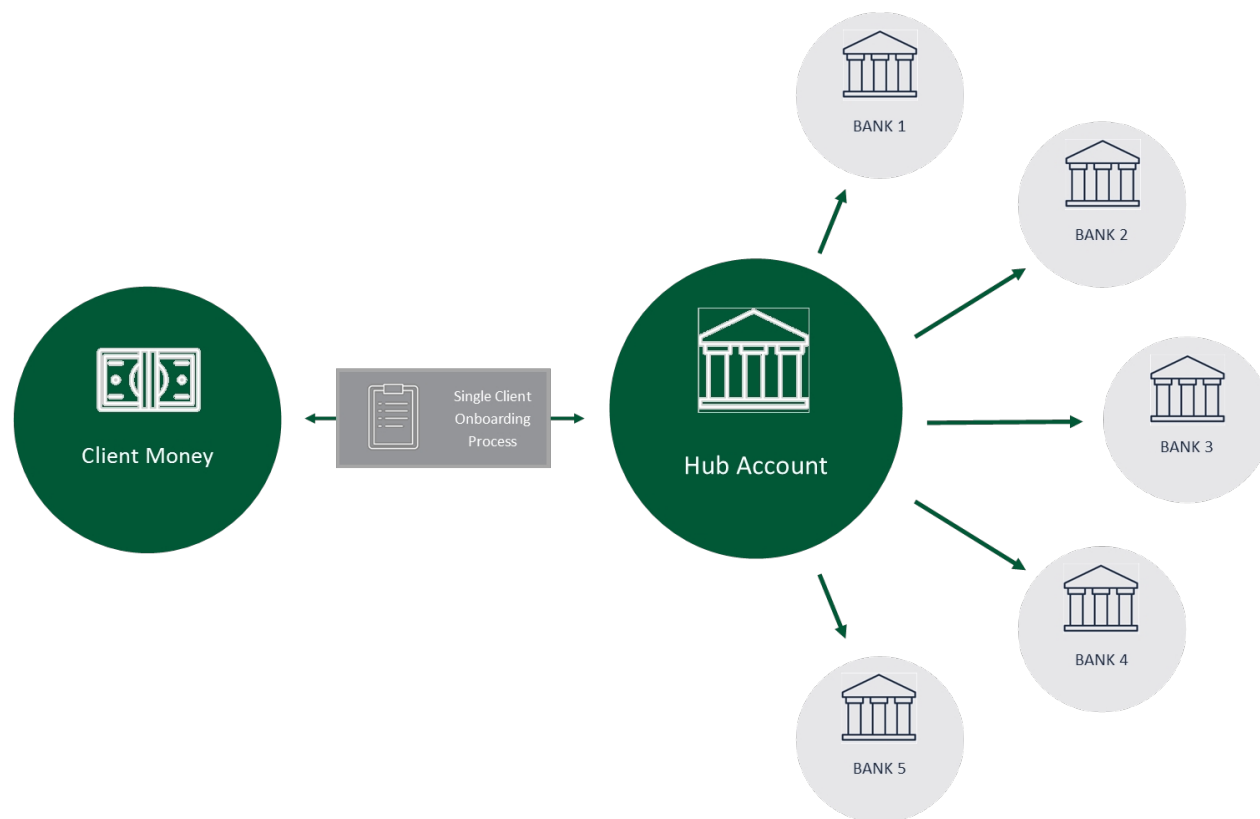 Client Money
Single Client
Onboarding
Process
Hub Account
BANK 1
BANK 2
BANK 3
BANK 4
BANK 5